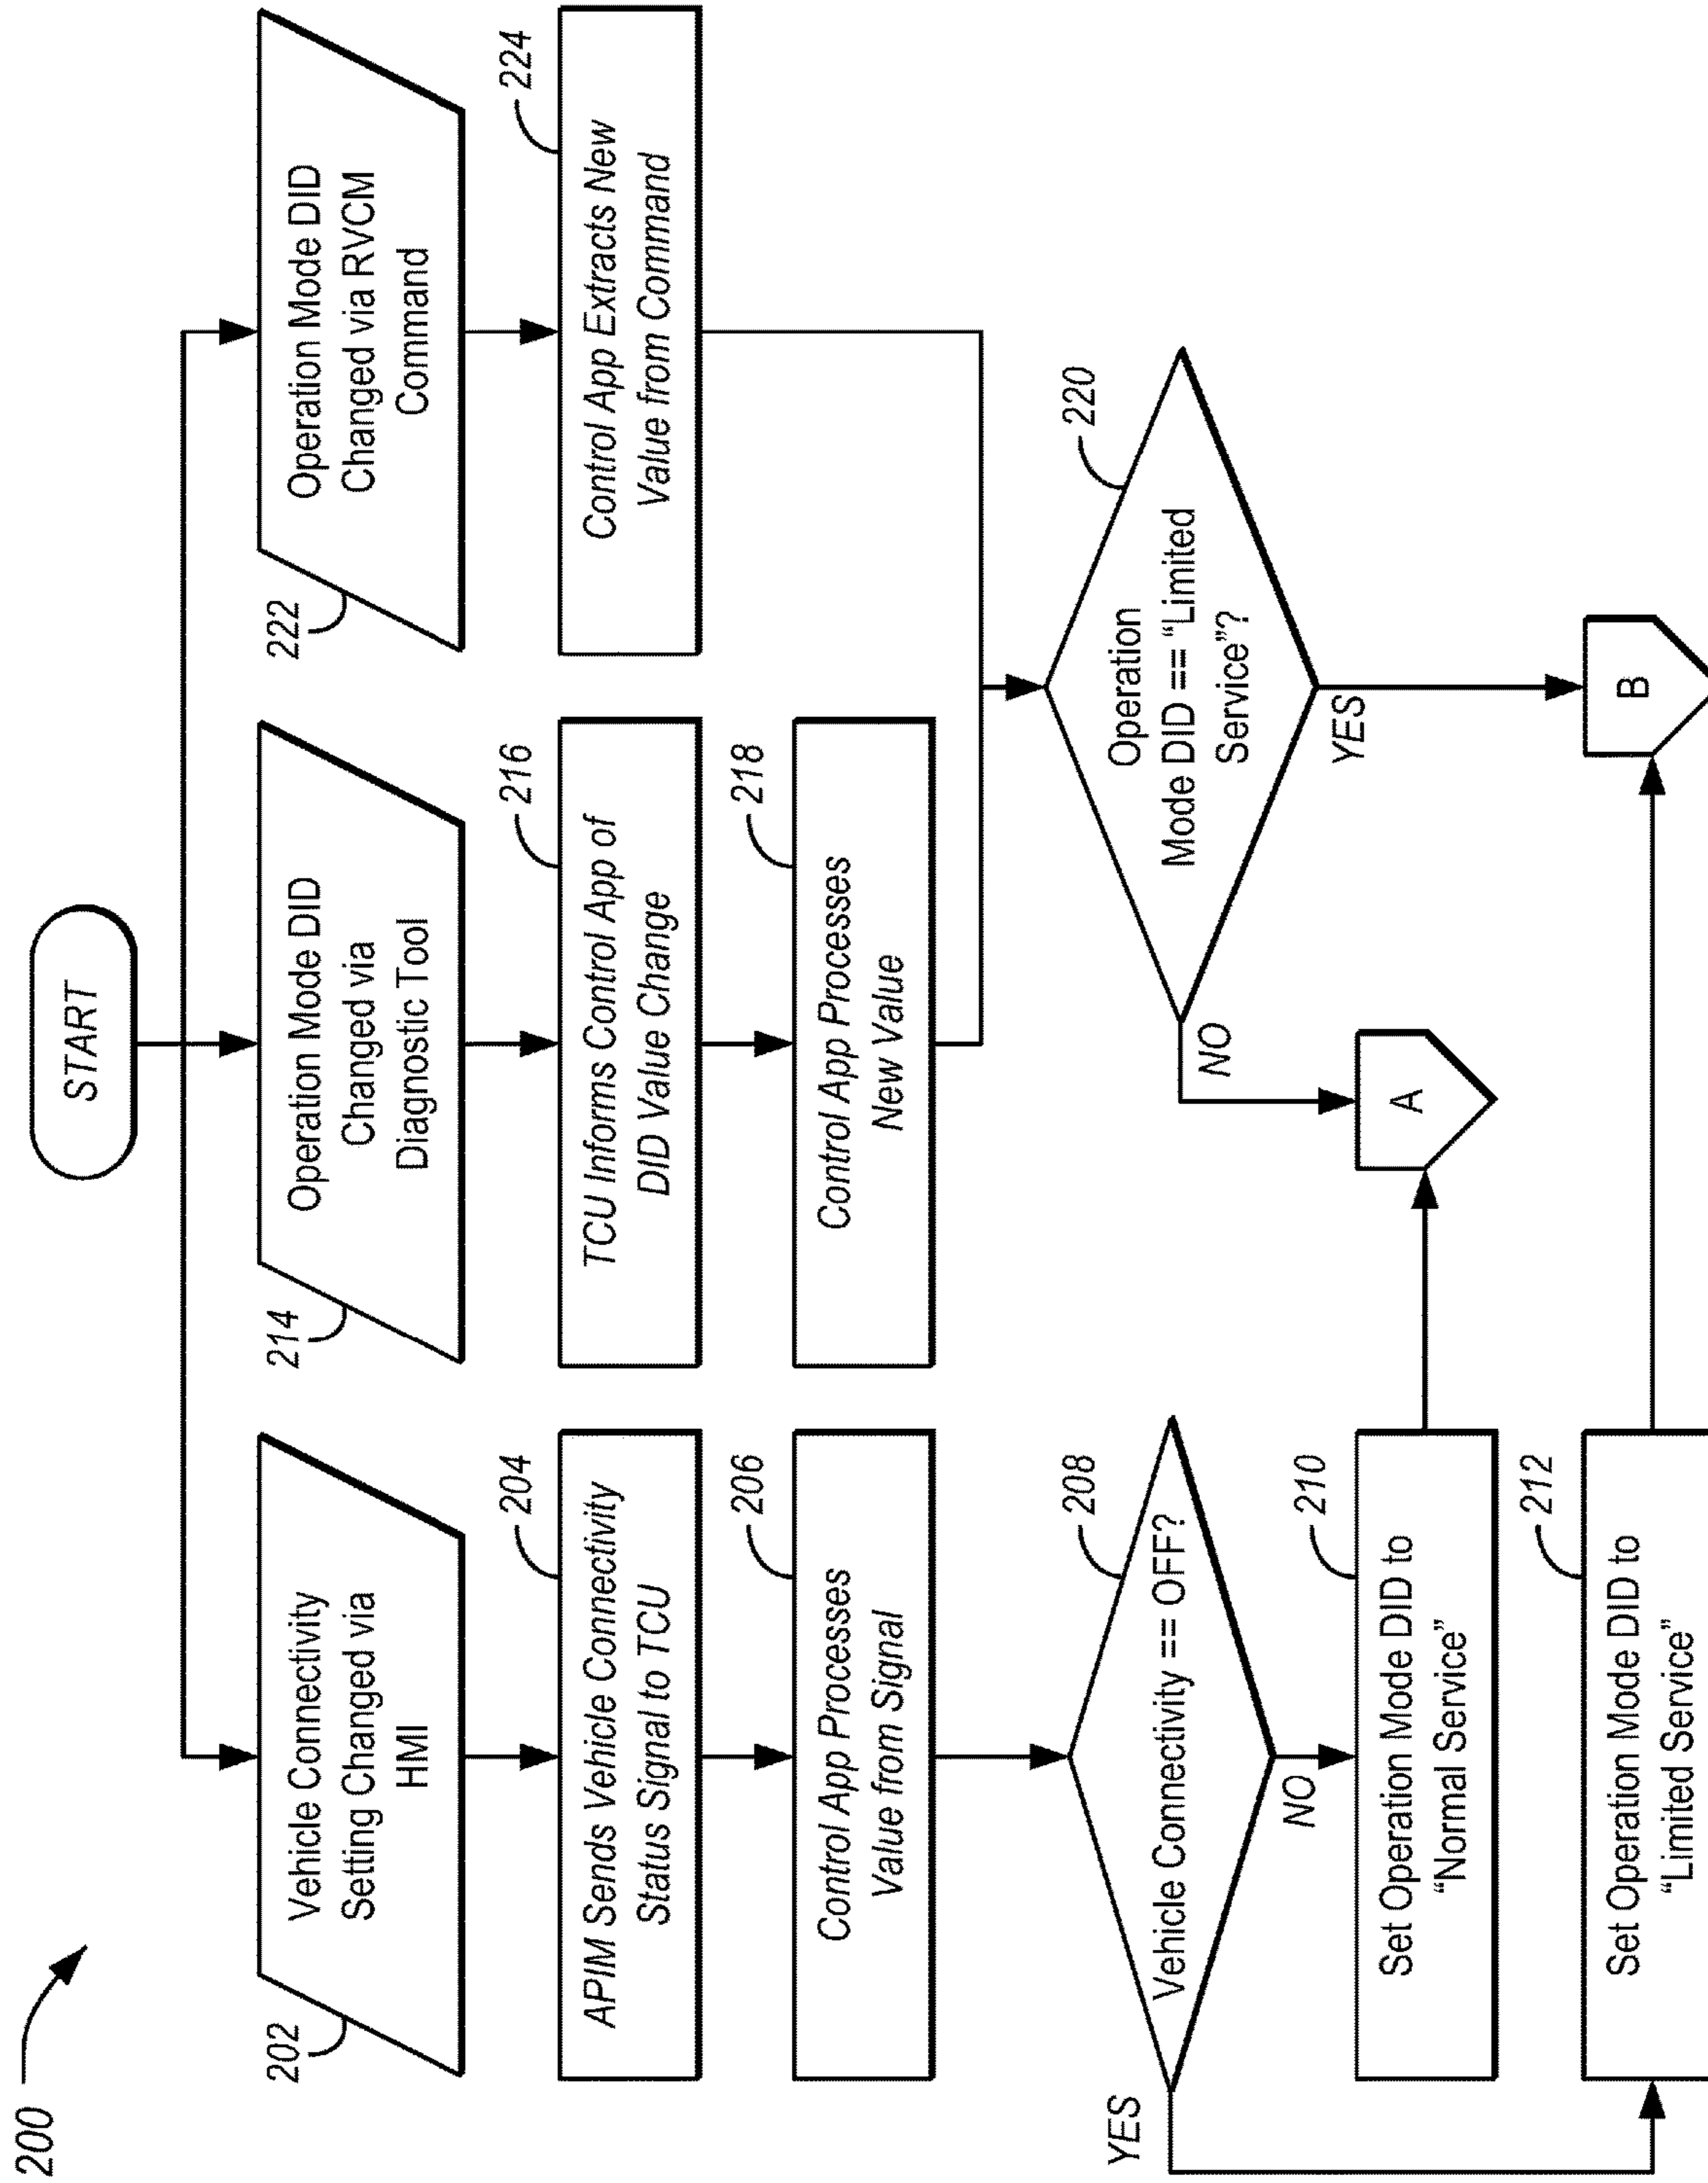 200
START
202
Vehicle Connectivity
Setting Changed via
HMI
214
Operation Mode DID
Changed via
Diagnostic Tool
222
Operation Mode DID
Changed via RVCM
Command
204
APIM Sends Vehicle Connectivity
Status Signal to TCU
216
TCU Informs Control App of
DID Value Change
224
Control App Extracts New
Value from Command
206
Control App Processes
Value from Signal
218
Control App Processes
New Value
208
Vehicle Connectivity == OFF?
YES
NO
220
Operation
Mode DID == “Limited
Service”?
NO
YES
210
Set Operation Mode DID to
“Normal Service”
A
212
Set Operation Mode DID to
“Limited Service”
B